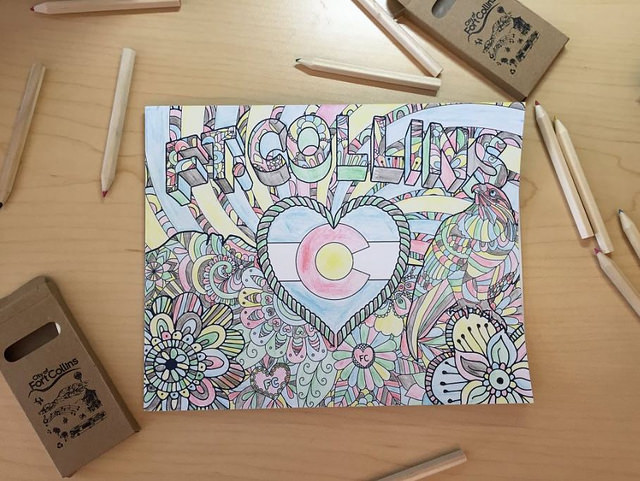 City of
Fort Collins
FT. COLLINS
C
FC
FC
City of
Fort Collins